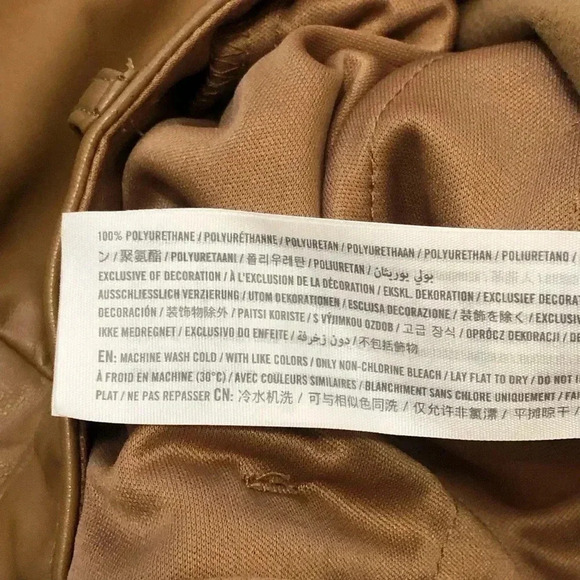 100% POLYURETHANE / POLYURÉTHANNE / POLYURETAN / POLYURETHAAN / POLYURETHAN / POLIURETANO /
ン / 聚氨酯 / POLYURETAANI / 폴리우레탄 / POLIURETAN / بولي يوريثان
EXCLUSIVE OF DECORATION / À L'EXCLUSION DE LA DÉCORATION / EKSKL. DEKORATION / EXCLUSIEF DECORA
AUSSCHLIESSLICH VERZIERUNG / UTOM DEKORATIONEN / ESCLUSA DECORAZIONE / 装飾を除く / EXCLUS
DECORACIÓN / 装饰物除外 / PAITSI KORISTE / S VÝJIMKOU OZDOB / 고급 장식 / OPRÓCZ DEKORACJI / DE
IKKE MEDREGNET / EXCLUSIVO DO ENFEITE / دون زخرفة / 不包括飾物
EN: MACHINE WASH COLD / WITH LIKE COLORS / ONLY NON-CHLORINE BLEACH / LAY FLAT TO DRY / DO NOT I
À FROID EN MACHINE (30°C) / AVEC COULEURS SIMILAIRES / BLANCHIMENT SANS CHLORE UNIQUEMENT / FAI
PLAT / NE PAS REPASSER CN: 冷水机洗 / 可与相似色同洗 / 仅允许非氯漂 / 平摊晾干 /